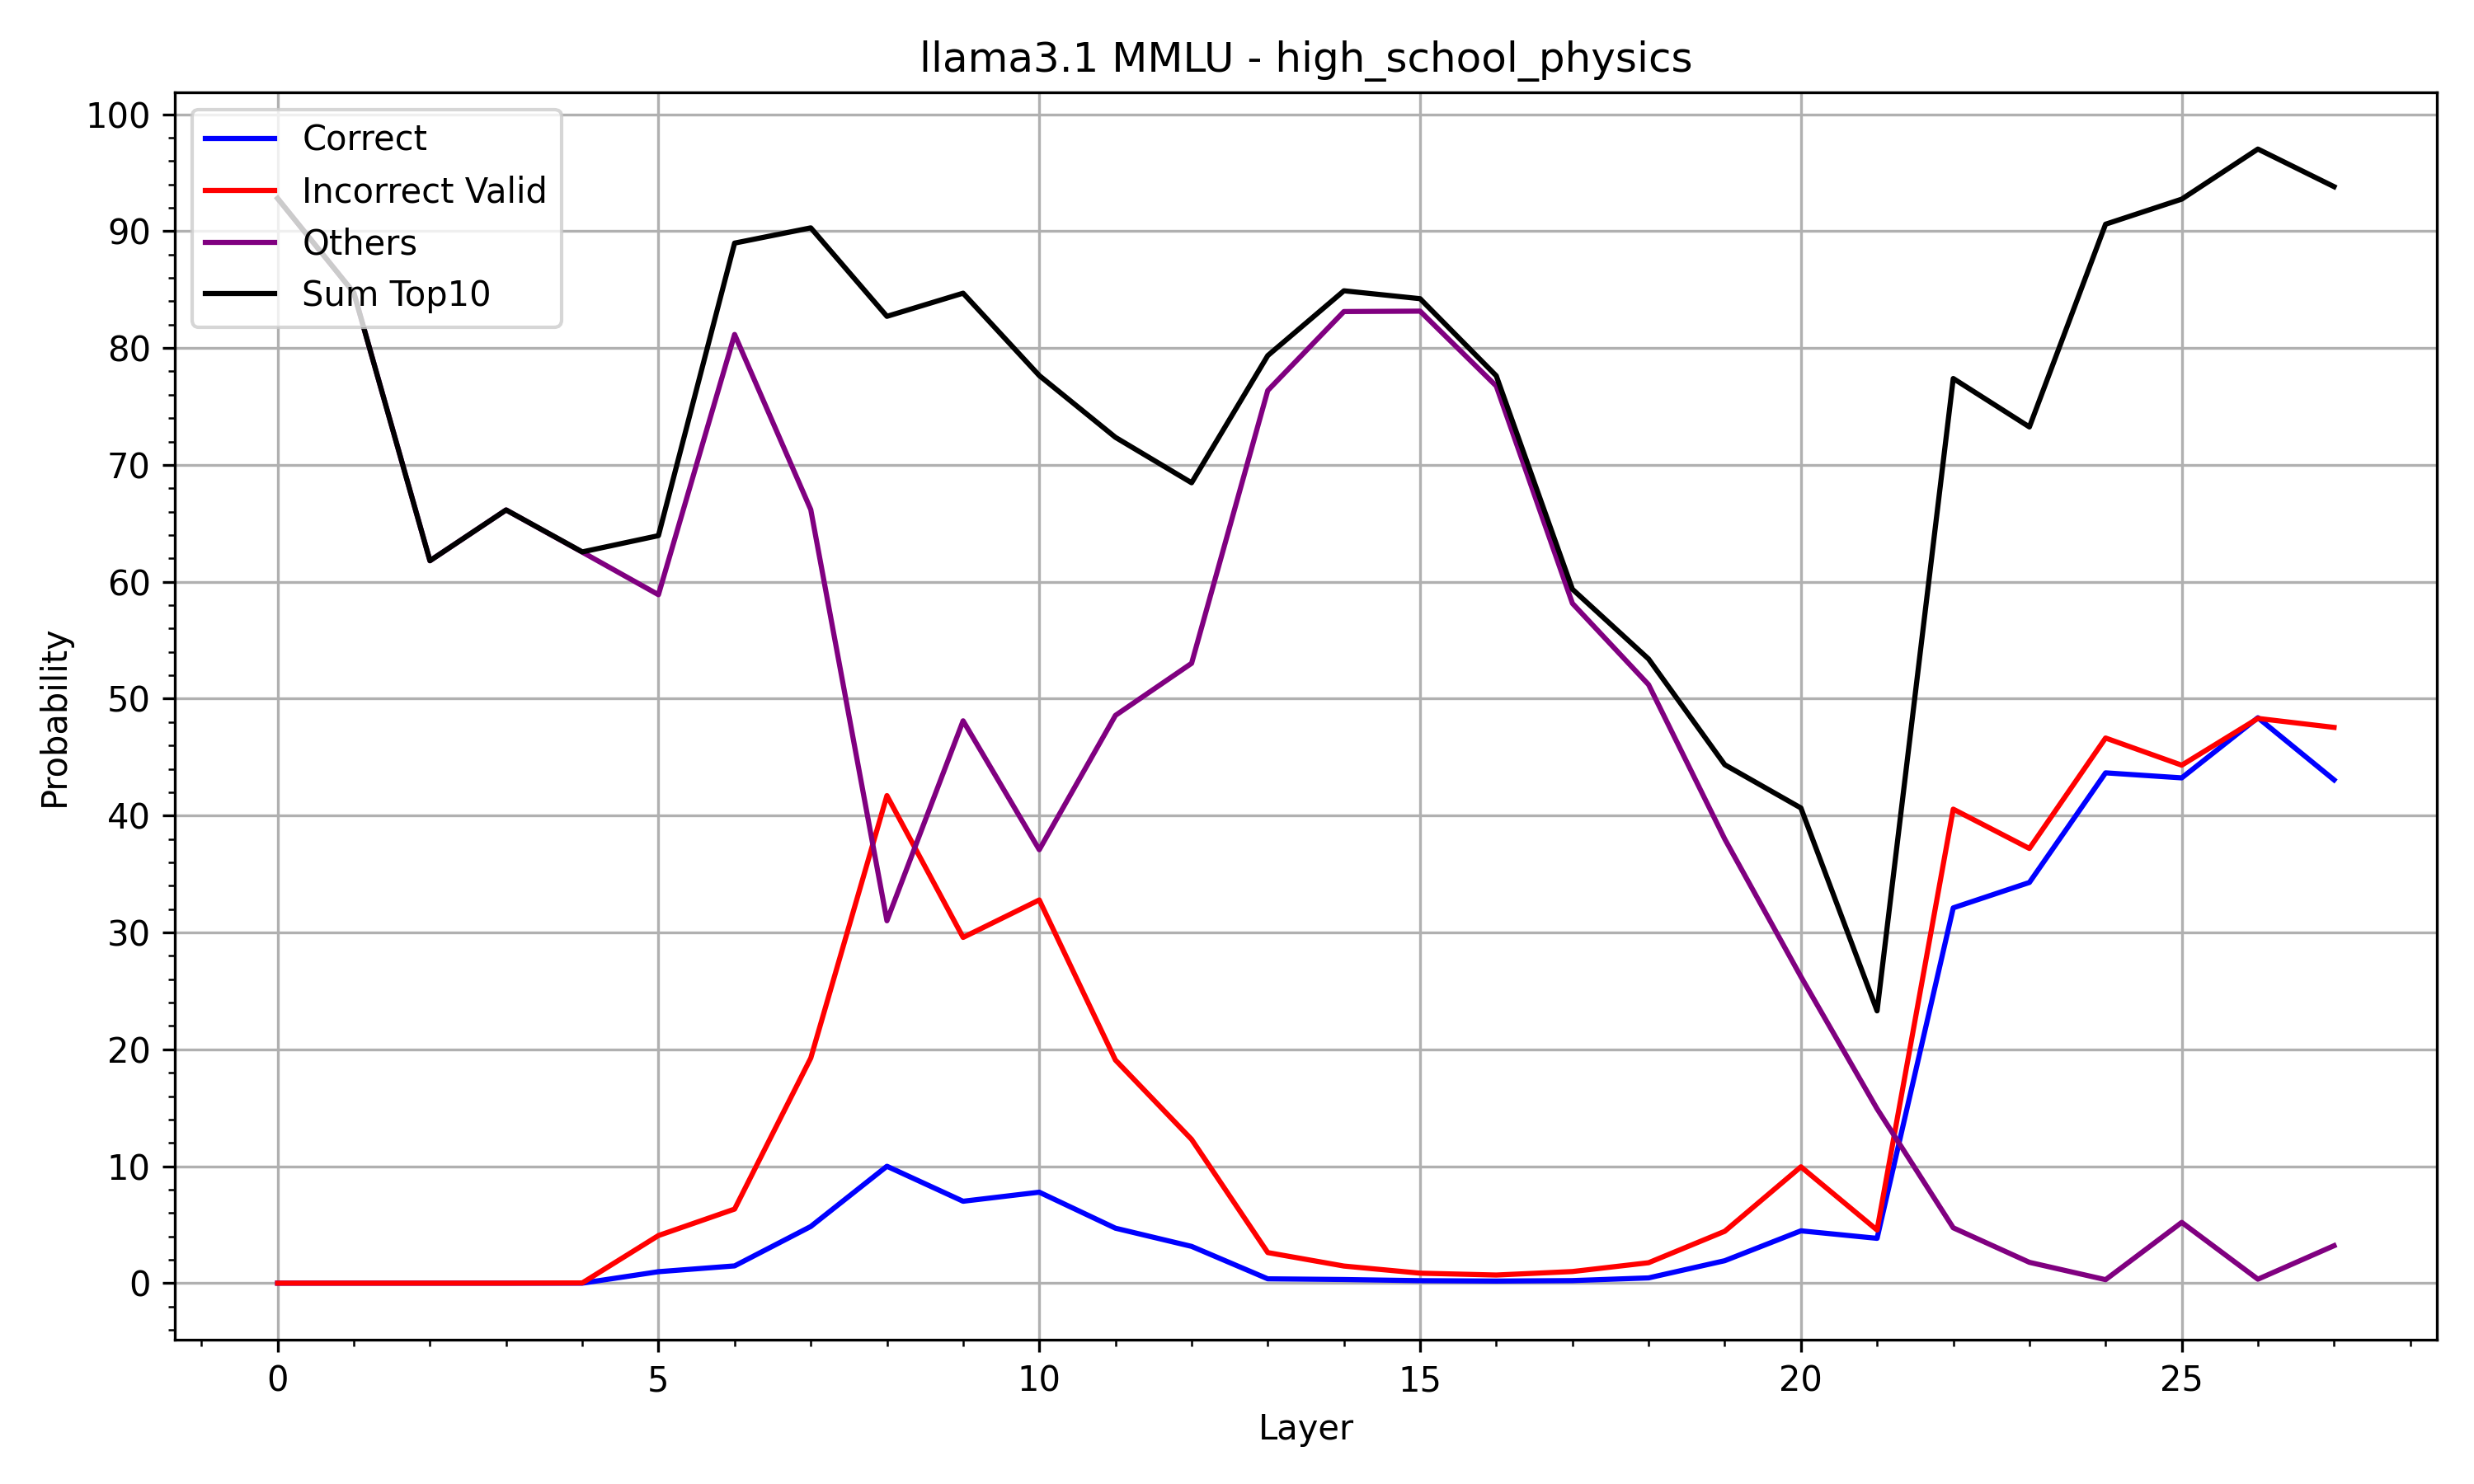 llama3.1 MMLU - high_school_physics
100
90
80
70
60
50
40
30
20
10
0
Probability
Correct
Incorrect Valid
Others
Sum Top10
0 5 10 15 20 25
Layer